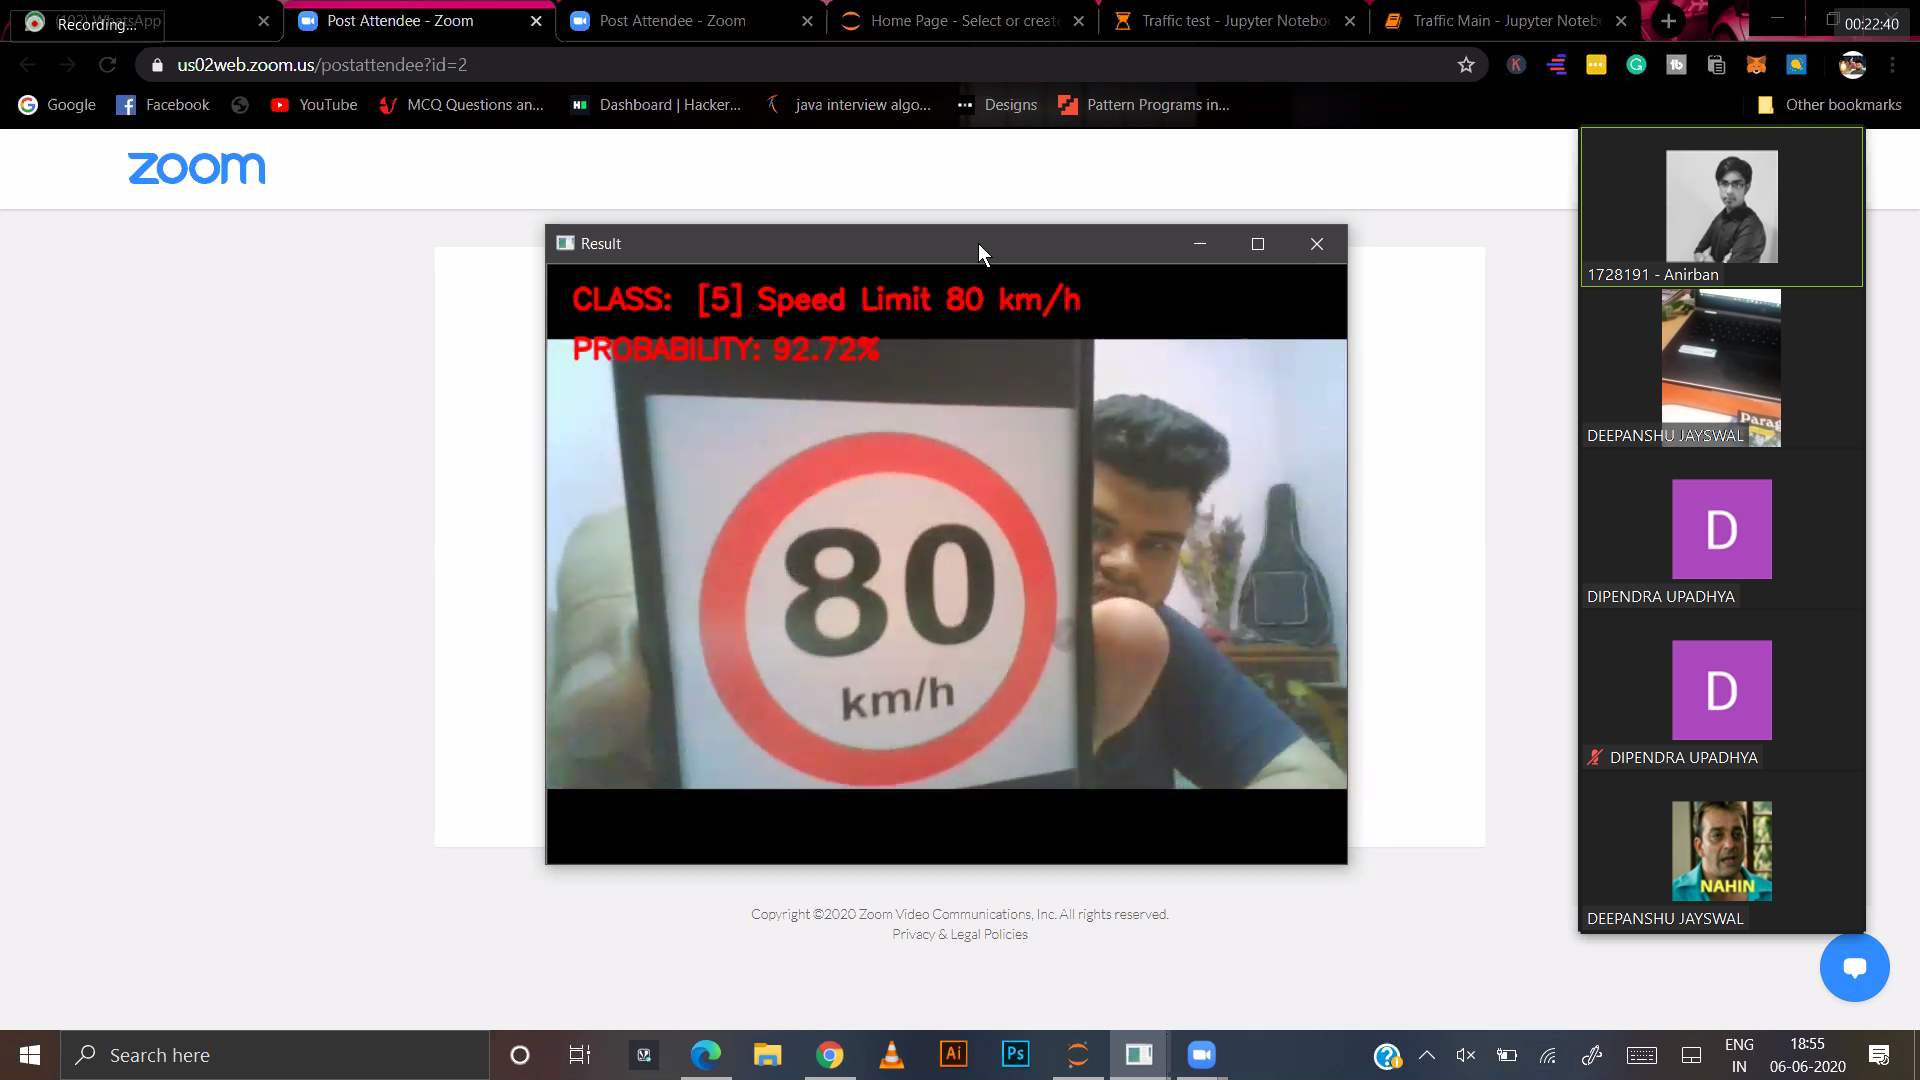 (102) WhatsApp
Recording...
Post Attendee - Zoom
Post Attendee - Zoom
Home Page - Select or create
Traffic test - Jupyter Notebo
Traffic Main - Jupyter Noteb
00:22:40
us02web.zoom.us/postattendee?id=2
Google
Facebook
YouTube
MCQ Questions an...
Dashboard | Hacker...
java interview algo...
Designs
Pattern Programs in...
Other bookmarks
zoom
Result
CLASS: [5] Speed Limit 80 km/h
PROBABILITY: 92.72%
80
km/h
1728191 - Anirban
Parag
DEEPANSHU JAYSWAL
D
DIPENDRA UPADHYA
D
DIPENDRA UPADHYA
NAHIN
DEEPANSHU JAYSWAL
Copyright ©2020 Zoom Video Communications, Inc. All rights reserved.
Privacy & Legal Policies
Search here
Ai
Ps
ENG
IN
18:55
06-06-2020